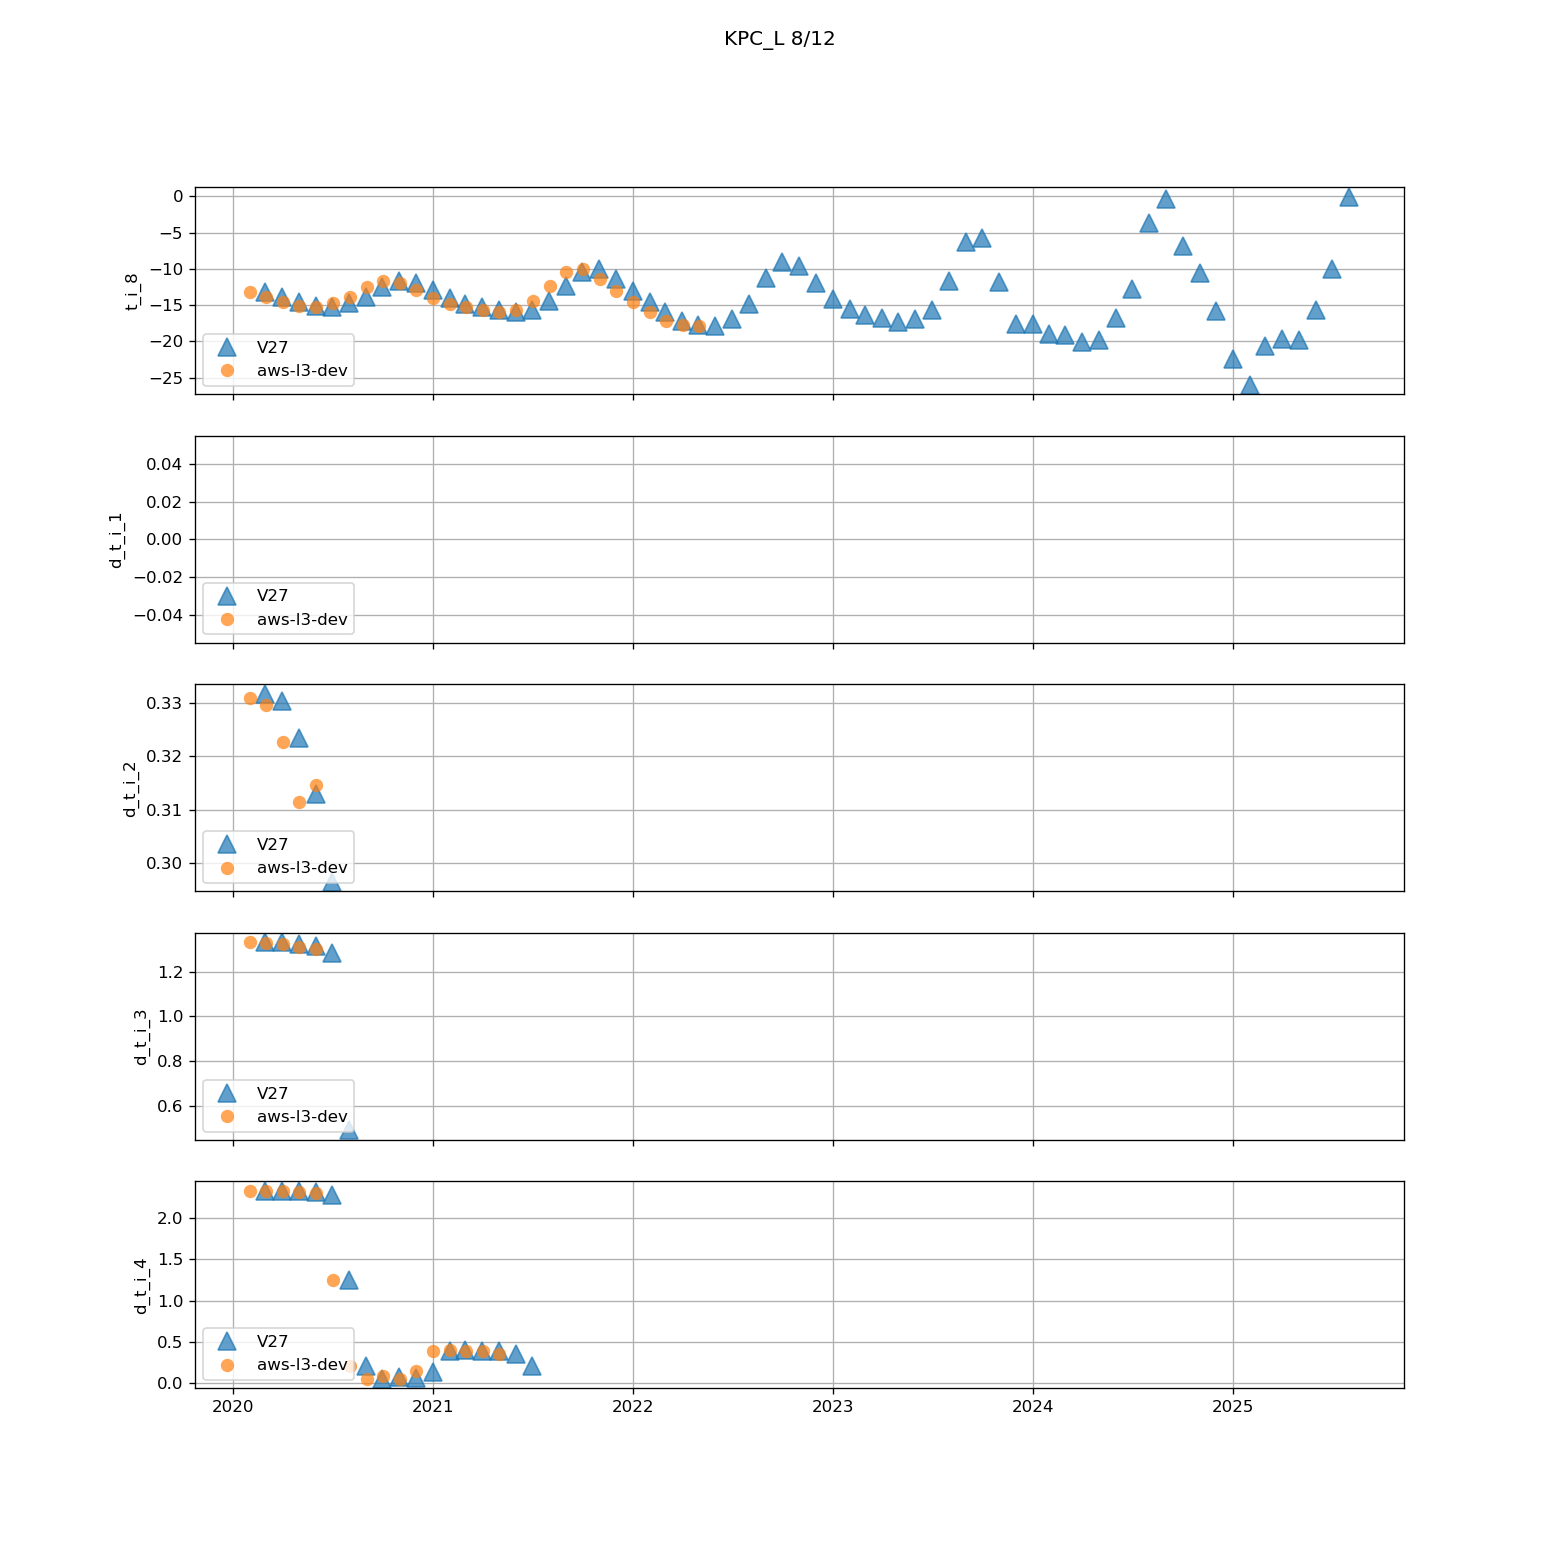 KPC_L 8/12
t_i_8
0
−5
−10
−15
−20
−25
V27
aws-l3-dev
d_t_i_1
0.04
0.02
0.00
−0.02
−0.04
V27
aws-l3-dev
d_t_i_2
0.33
0.32
0.31
0.30
V27
aws-l3-dev
d_t_i_3
1.2
1.0
0.8
0.6
V27
aws-l3-dev
d_t_i_4
2.0
1.5
1.0
0.5
0.0
V27
aws-l3-dev
2020 2021 2022 2023 2024 2025